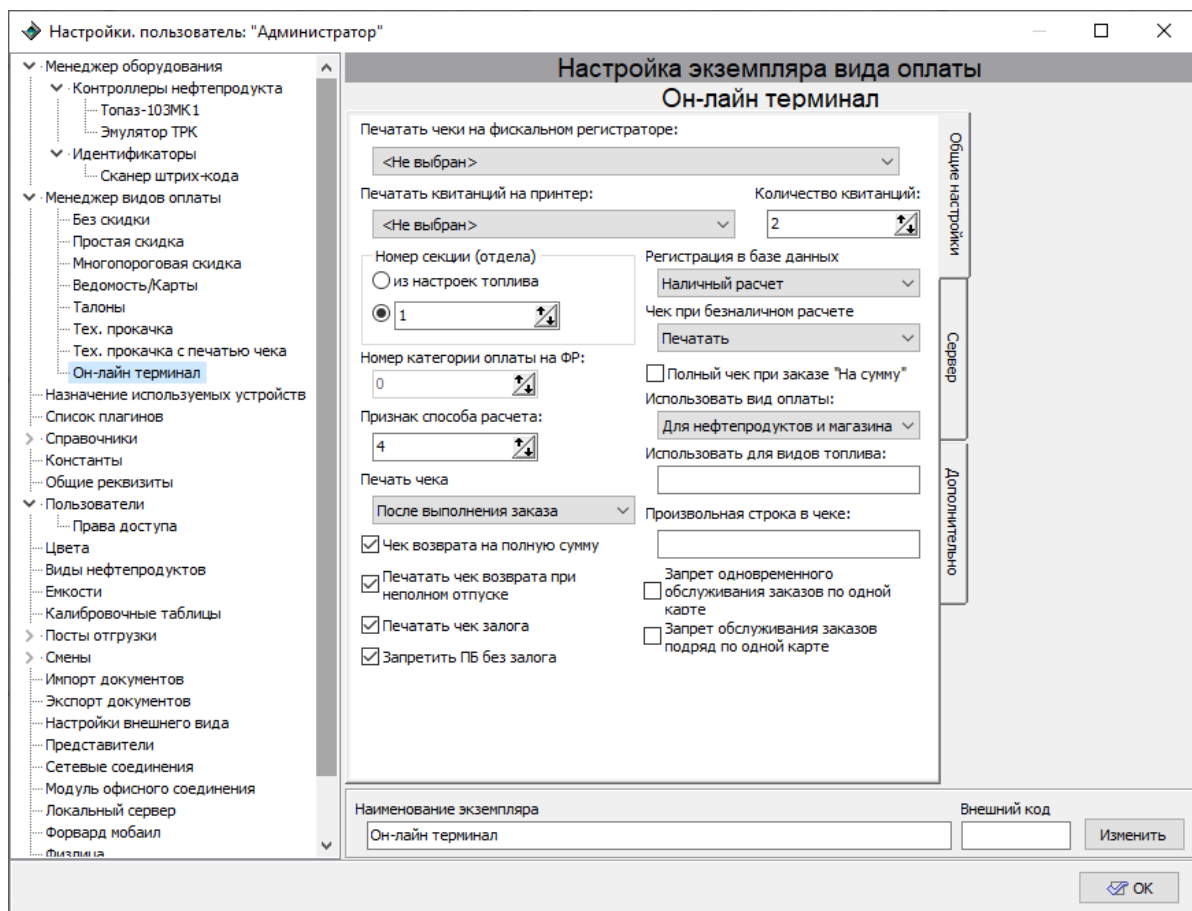 Настройки. пользователь: "Администратор"
Менеджер оборудования
Контроллеры нефтепродукта
Топаз-103МК1
Эмулятор ТРК
Идентификаторы
Сканер штрих-кода
Менеджер видов оплаты
Без скидки
Простая скидка
Многопороговая скидка
Ведомость/Карты
Талоны
Тех. прокачка
Тех. прокачка с печатью чека
Он-лайн терминал
Назначение используемых устройств
Список плагинов
Справочники
Константы
Общие реквизиты
Пользователи
Права доступа
Цвета
Виды нефтепродуктов
Емкости
Калибровочные таблицы
Посты отгрузки
Смены
Импорт документов
Экспорт документов
Настройки внешнего вида
Представители
Сетевые соединения
Модуль офисного соединения
Локальный сервер
Форвард мобаил
Физлица
Настройка экземпляра вида оплаты
Он-лайн терминал
Печатать чеки на фискальном регистраторе:
<Не выбран>
Печатать квитанций на принтер:
Количество квитанций:
<Не выбран>
2
Номер секции (отдела)
из настроек топлива
1
Номер категории оплаты на ФР:
0
Признак способа расчета:
4
Печать чека
После выполнения заказа
Чек возврата на полную сумму
Печатать чек возврата при
неполном отпуске
Печатать чек залога
Запретить ПБ без залога
Регистрация в базе данных
Наличный расчет
Чек при безналичном расчете
Печатать
Полный чек при заказе "На сумму"
Использовать вид оплаты:
Для нефтепродуктов и магазина
Использовать для видов топлива:
Произвольная строка в чеке:
Запрет одновременного
обслуживания заказов по одной
карте
Запрет обслуживания заказов
подряд по одной карте
Общие настройки
Сервер
Дополнительно
Наименование экземпляра
Внешний код
Он-лайн терминал
Изменить
OK